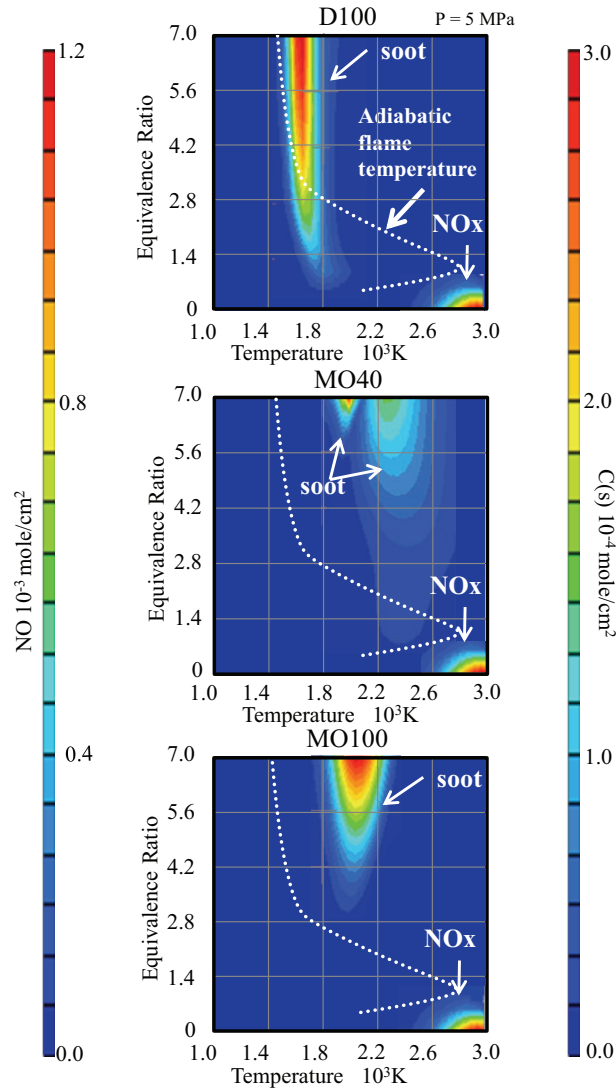 D100
P = 5 MPa
1.2
0.8
0.4
0.0
NO 10-3 mole/cm2
7.0
5.6
4.2
2.8
1.4
0
Equivalence Ratio
soot
Adiabatic
flame
temperature
NOx
1.0 1.4 1.8 2.2 2.6 3.0
Temperature 10³K
MO40
7.0
5.6
4.2
2.8
1.4
0
Equivalence Ratio
soot
NOx
1.0 1.4 1.8 2.2 2.6 3.0
Temperature 10³K
MO100
7.0
5.6
4.2
2.8
1.4
0
Equivalence Ratio
soot
NOx
1.0 1.4 1.8 2.2 2.6 3.0
Temperature 10³K
3.0
2.0
1.0
0.0
C(s) 10-4 mole/cm2